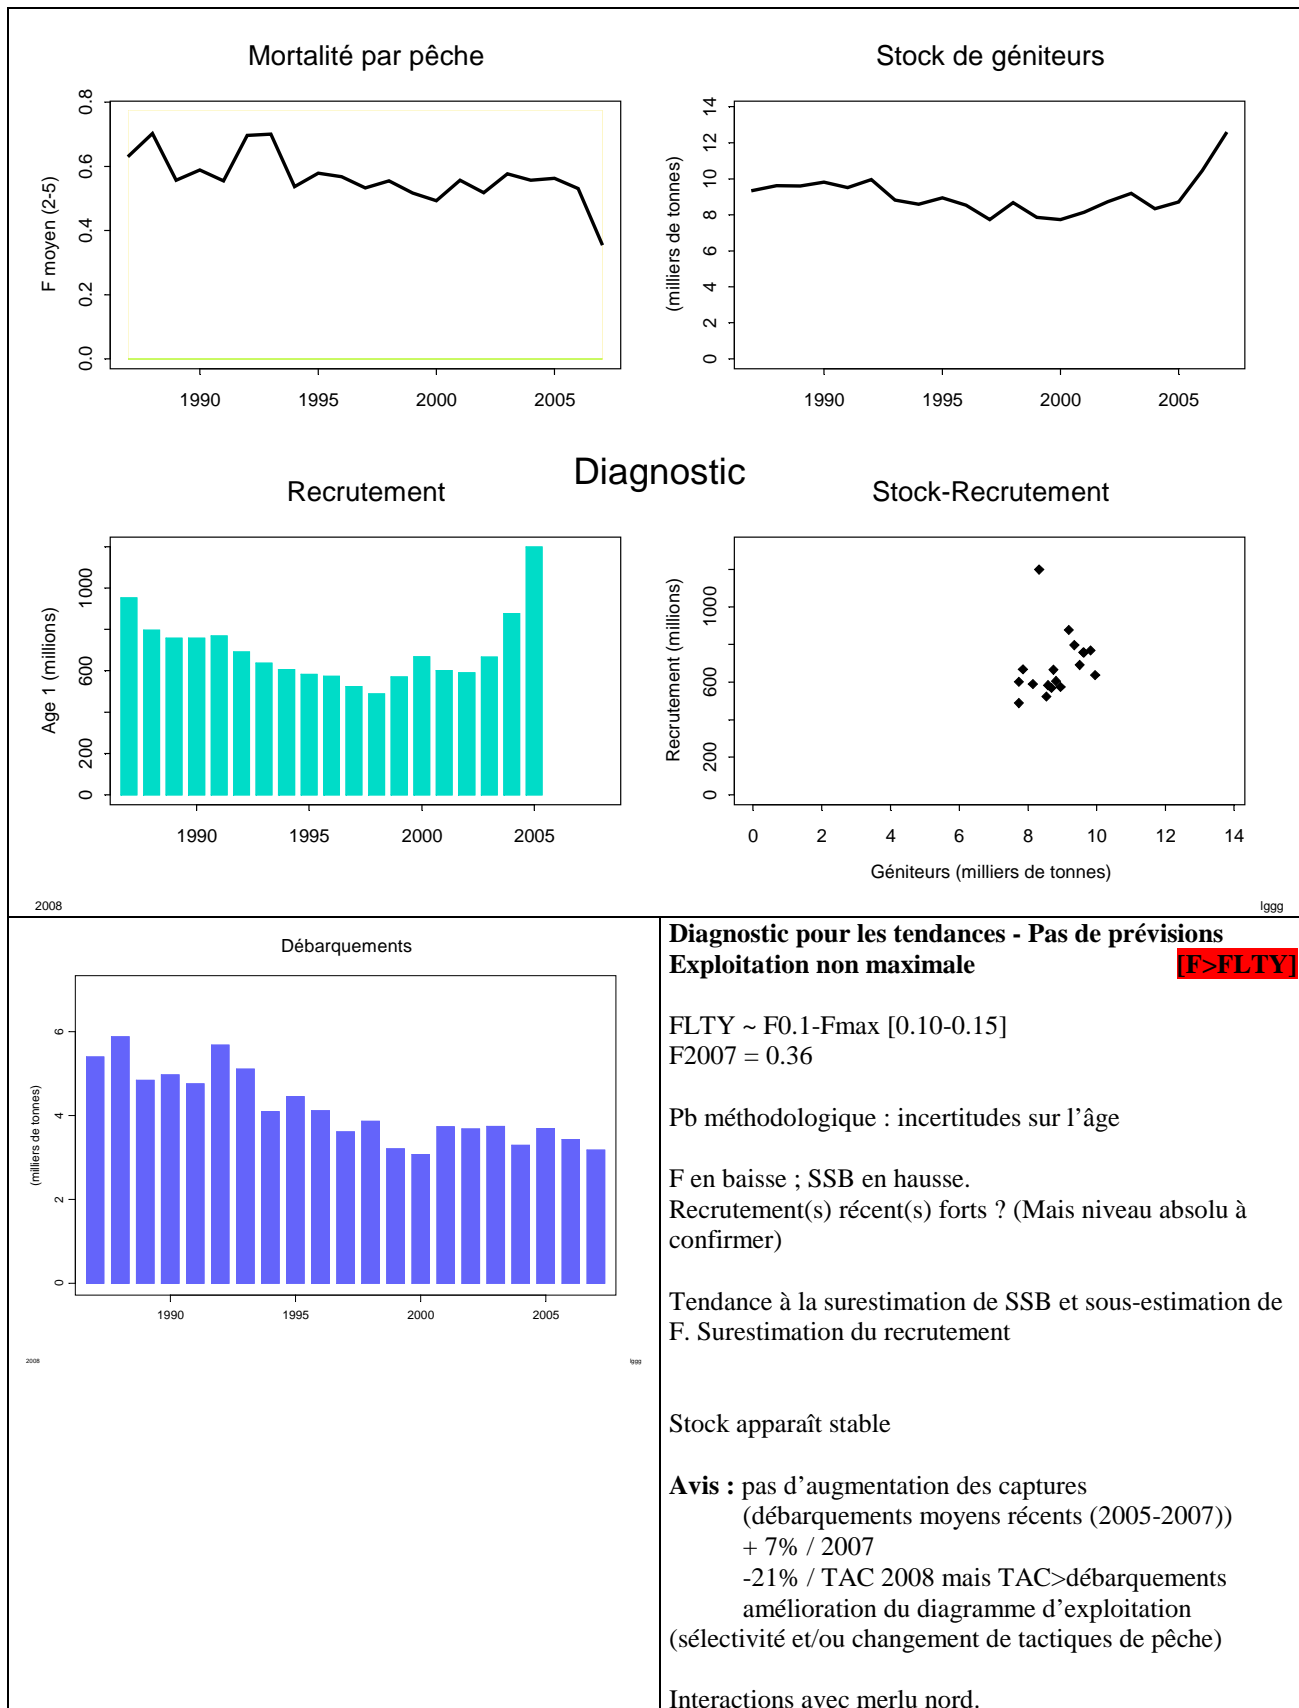 Mortalité par pêche
F moyen (2-5)
0.0 0.2 0.4 0.6 0.8
1990 1995 2000 2005
Stock de géniteurs
(milliers de tonnes)
0 2 4 6 8 10 12 14
1990 1995 2000 2005
Diagnostic
Recrutement
Age 1 (millions)
0 200 600 1000
1990 1995 2000 2005
Stock-Recrutement
Recrutement (millions)
0 200 600 1000
0 2 4 6 8 10 12 14
Géniteurs (milliers de tonnes)
2008
lggg
Débarquements
(milliers de tonnes)
0 2 4 6
1990 1995 2000 2005
2008
lggg
Diagnostic pour les tendances - Pas de prévisions
Exploitation non maximale [F>FLTY]
FLTY ~ F0.1-Fmax [0.10-0.15]
F2007 = 0.36
Pb méthodologique : incertitudes sur l’âge
F en baisse ; SSB en hausse.
Recrutement(s) récent(s) forts ? (Mais niveau absolu à
confirmer)
Tendance à la surestimation de SSB et sous-estimation de
F. Surestimation du recrutement
Stock apparaît stable
Avis : pas d’augmentation des captures
(débarquements moyens récents (2005-2007))
+ 7% / 2007
-21% / TAC 2008 mais TAC>débarquements
amélioration du diagramme d’exploitation
(sélectivité et/ou changement de tactiques de pêche)
Interactions avec merlu nord.